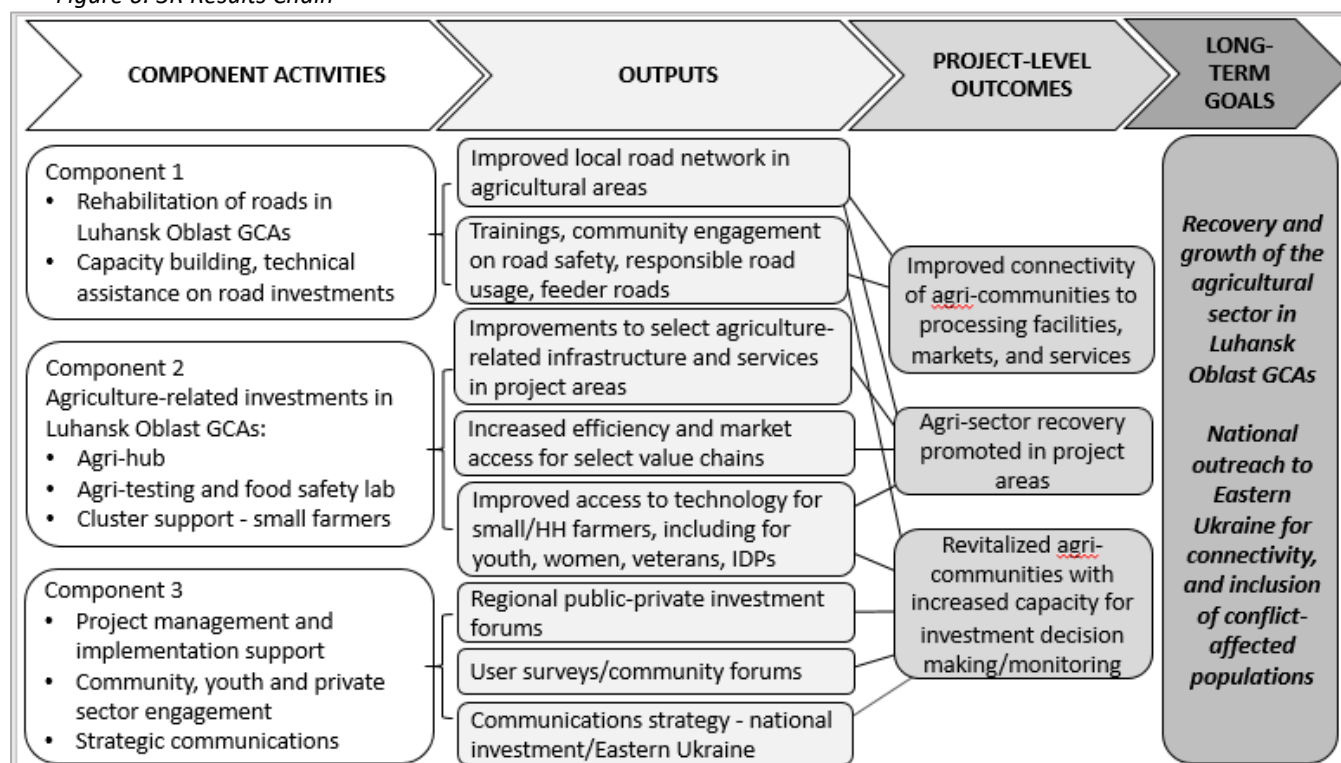 Figure 6: 3R Results Chain
COMPONENT ACTIVITIES
OUTPUTS
PROJECT-LEVEL
OUTCOMES
LONG-
TERM
GOALS
Component 1
• Rehabilitation of roads in
Luhansk Oblast GCAs
• Capacity building, technical
assistance on road investments
Component 2
Agriculture-related investments in
Luhansk Oblast GCAs:
• Agri-hub
• Agri-testing and food safety lab
• Cluster support - small farmers
Component 3
• Project management and
implementation support
• Community, youth and private
sector engagement
• Strategic communications
Improved local road network in
agricultural areas
Trainings, community engagement
on road safety, responsible road
usage, feeder roads
Improvements to select agriculture-
related infrastructure and services
in project areas
Increased efficiency and market
access for select value chains
Improved access to technology for
small/HH farmers, including for
youth, women, veterans, IDPs
Regional public-private investment
forums
User surveys/community forums
Communications strategy - national
investment/Eastern Ukraine
Improved connectivity
of agri-communities to
processing facilities,
markets, and services
Agri-sector recovery
promoted in project
areas
Revitalized agri-
communities with
increased capacity for
investment decision
making/monitoring
Recovery and
growth of the
agricultural
sector in
Luhansk
Oblast GCAs
National
outreach to
Eastern
Ukraine for
connectivity,
and inclusion
of conflict-
affected
populations